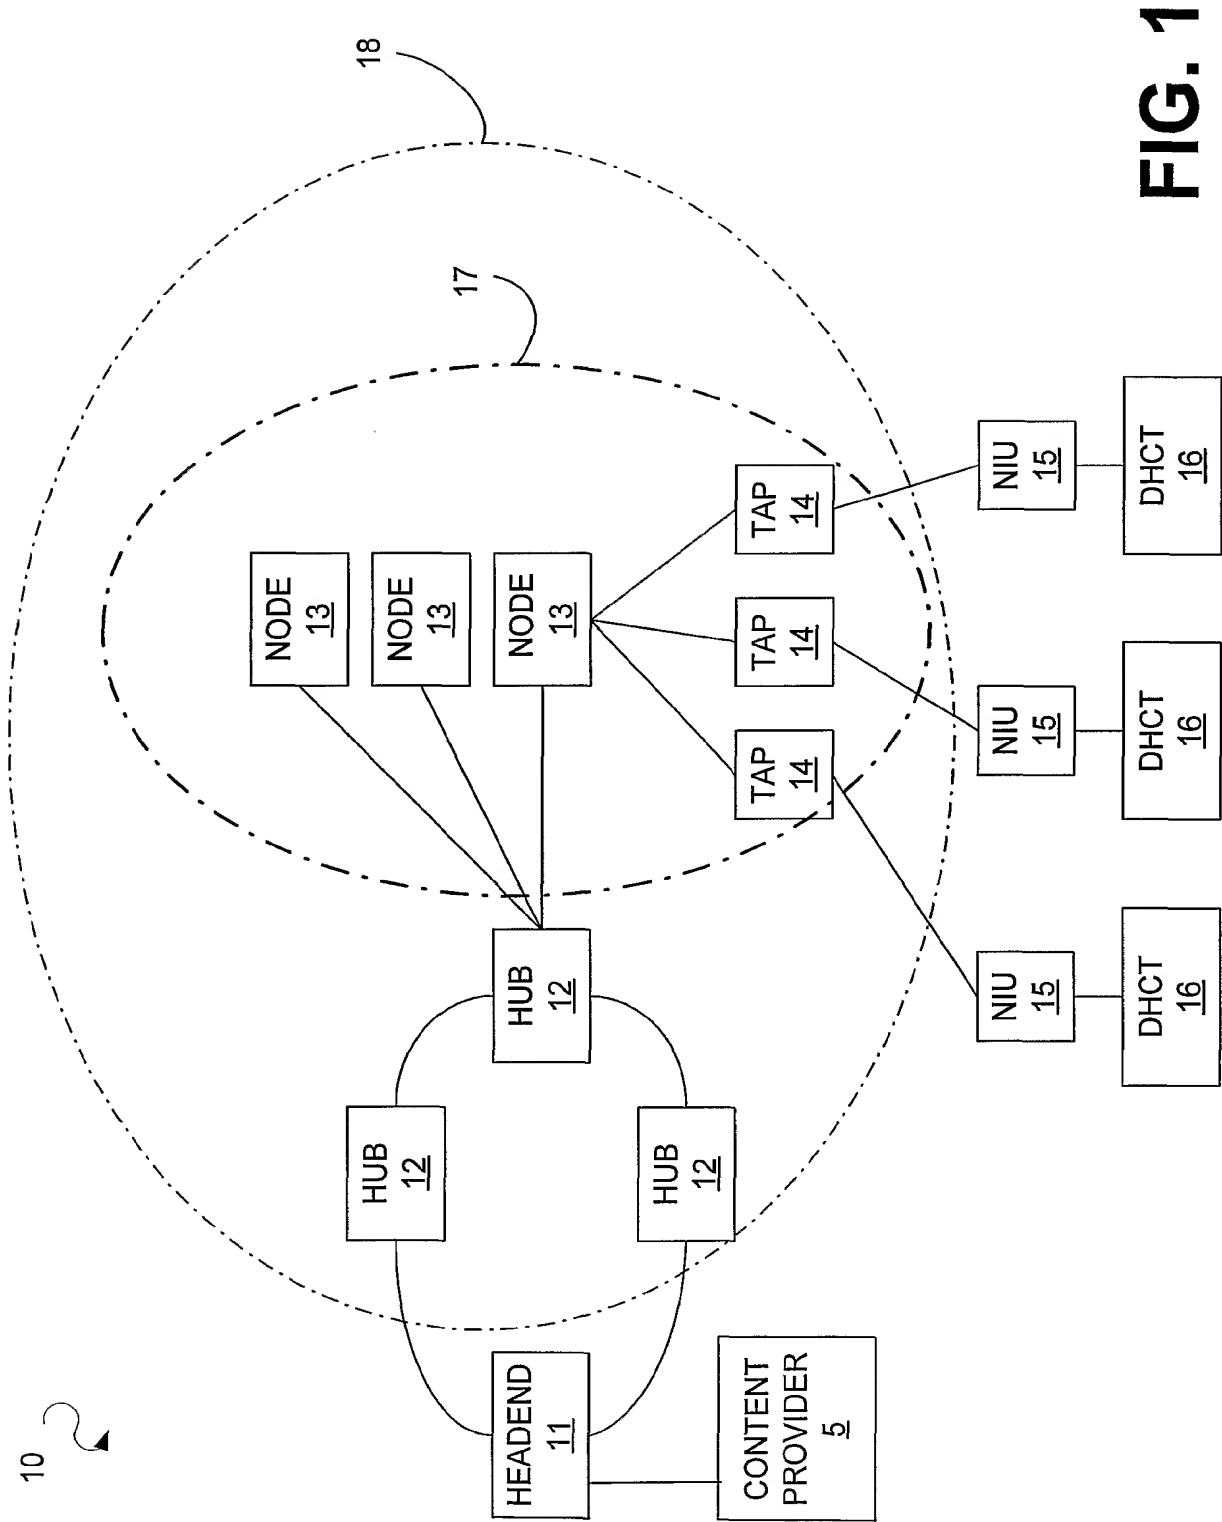 10
18
17
HEADEND
11
CONTENT
PROVIDER
5
HUB
12
HUB
12
HUB
12
NODE
13
NODE
13
NODE
13
TAP
14
TAP
14
TAP
14
NIU
15
NIU
15
NIU
15
DHCT
16
DHCT
16
DHCT
16
FIG. 1